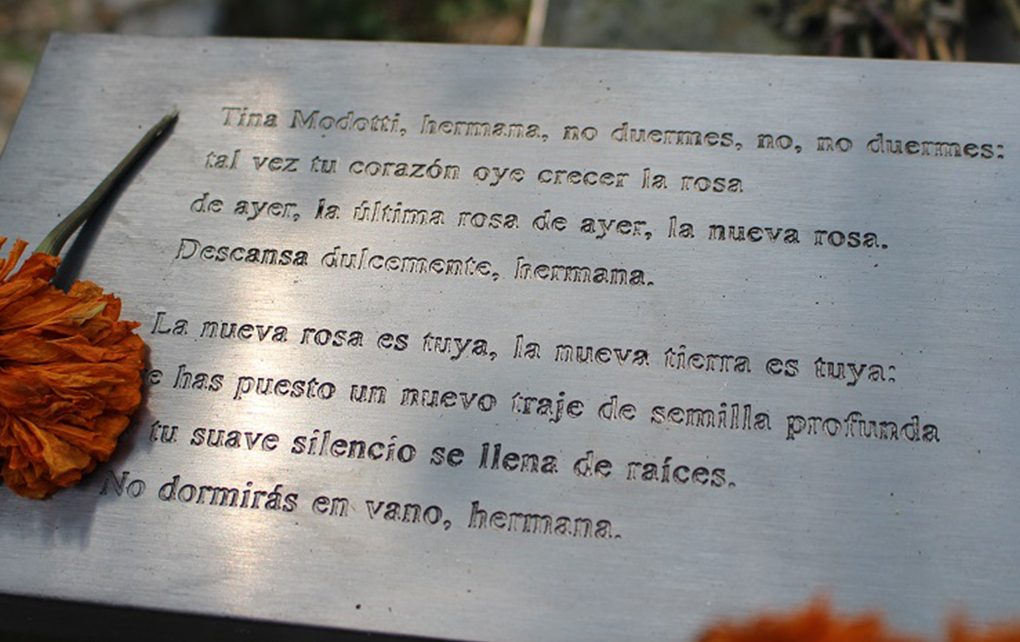 Tina Modotti, hermana, no duermes, no, no duermes:
tal vez tu corazón oye crecer la rosa
de ayer, la última rosa de ayer, la nueva rosa.
Descansa dulcemente, hermana.
La nueva rosa es tuya, la nueva tierra es tuya:
has puesto un nuevo traje de semilla profunda
tu suave silencio se llena de raíces.
No dormirás en vano, hermana.